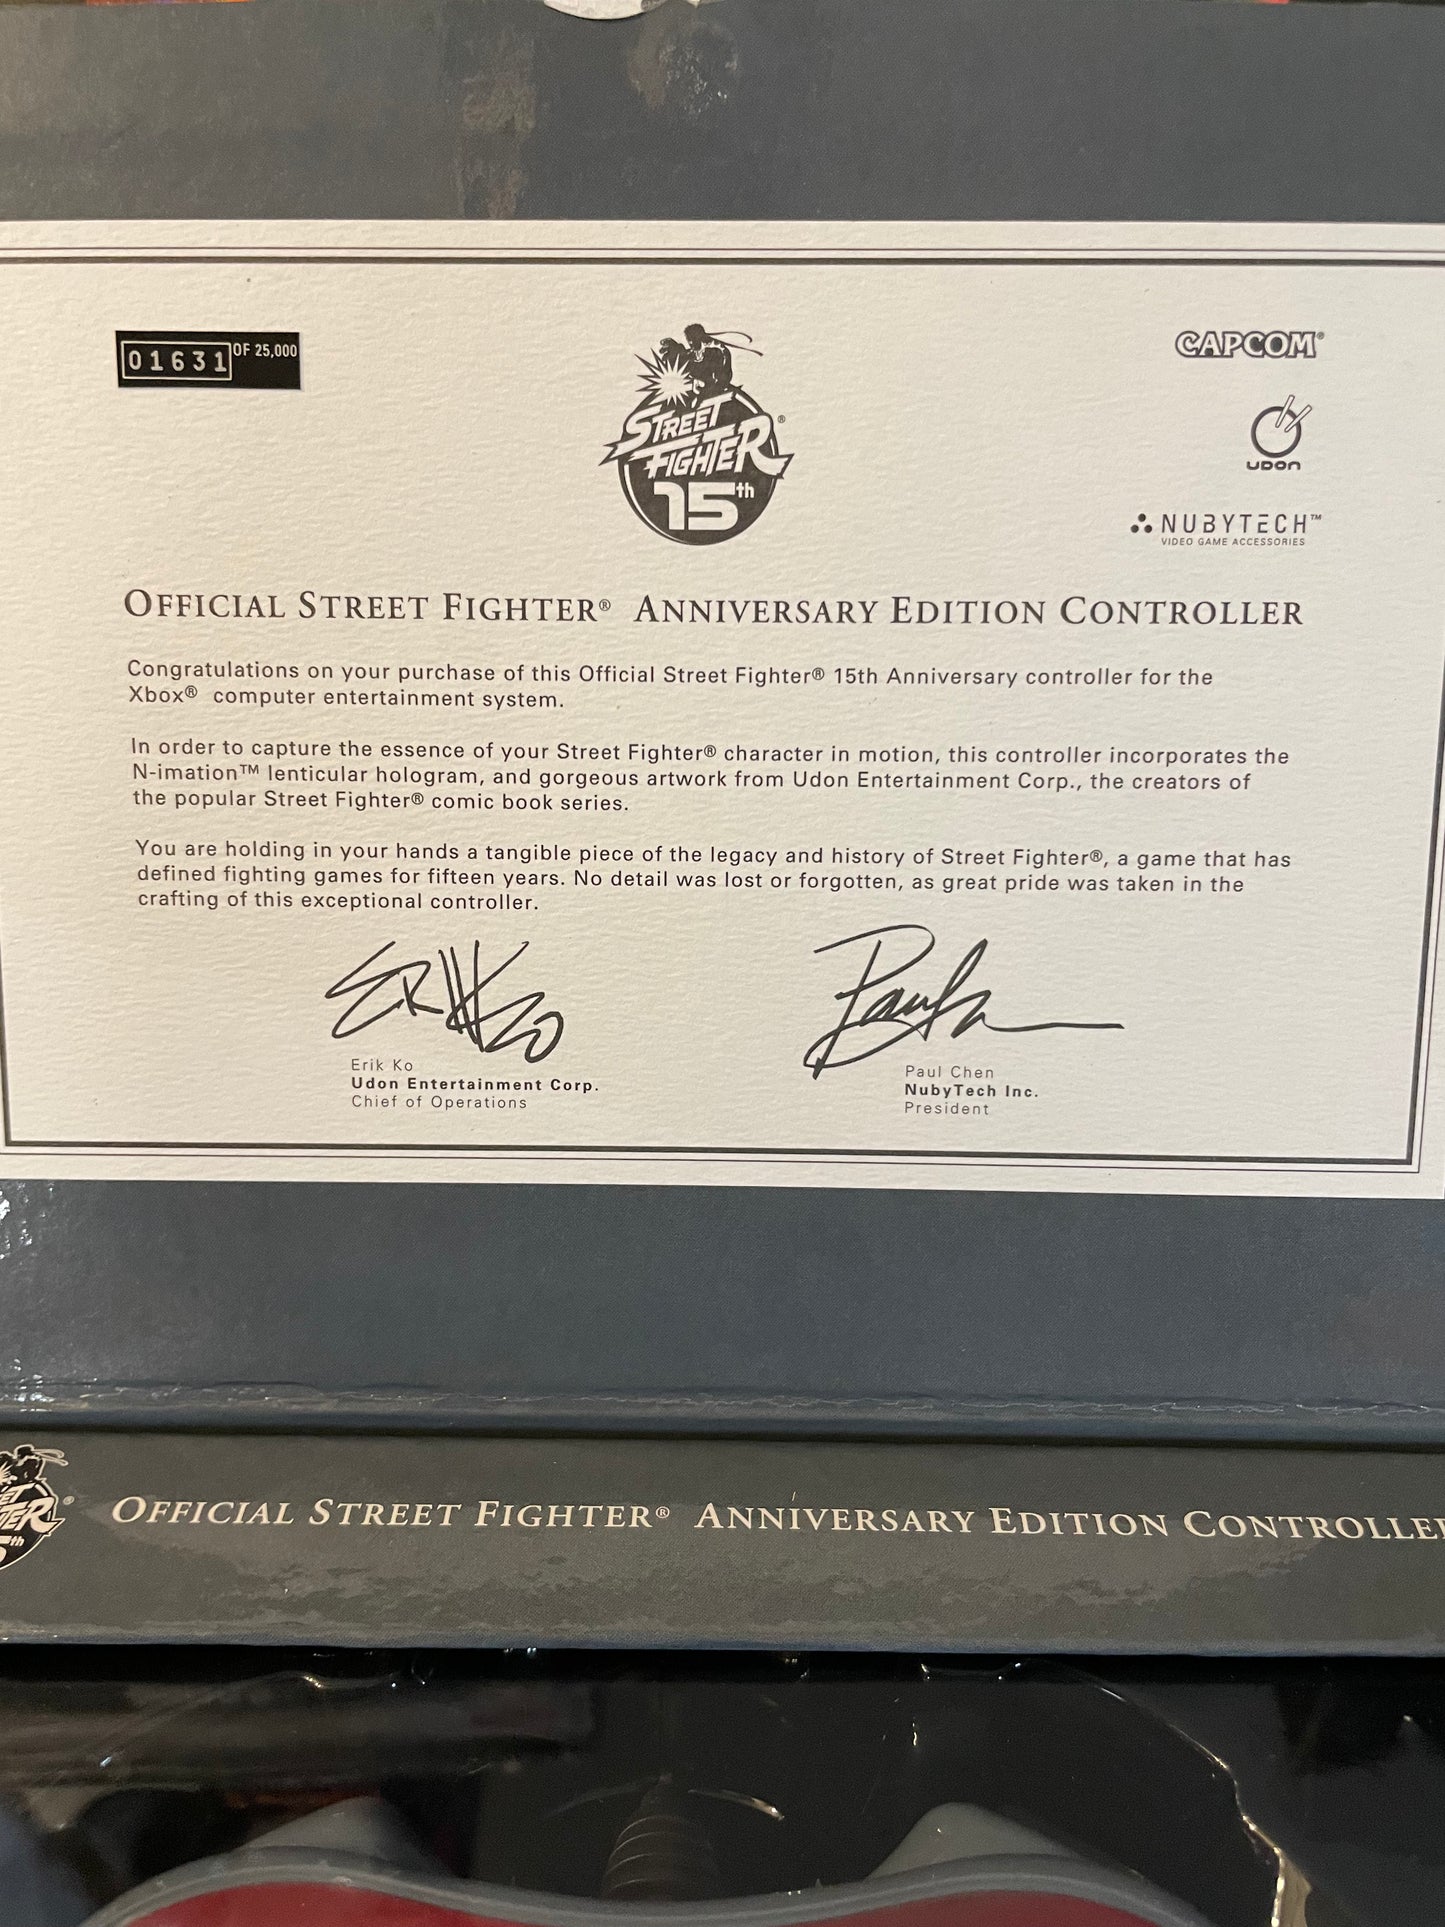 01631 OF 25,000
STREET
FIGHTER®
15th
CAPCOM®
UDON
NUBYTECH™
VIDEO GAME ACCESSORIES
OFFICIAL STREET FIGHTER® ANNIVERSARY EDITION CONTROLLER
Congratulations on your purchase of this Official Street Fighter® 15th Anniversary controller for the
Xbox® computer entertainment system.
In order to capture the essence of your Street Fighter® character in motion, this controller incorporates the
N-imation™ lenticular hologram, and gorgeous artwork from Udon Entertainment Corp., the creators of
the popular Street Fighter® comic book series.
You are holding in your hands a tangible piece of the legacy and history of Street Fighter®, a game that has
defined fighting games for fifteen years. No detail was lost or forgotten, as great pride was taken in the
crafting of this exceptional controller.
Erik Ko
Udon Entertainment Corp.
Chief of Operations
Paul Chen
NubyTech Inc.
President
ET
TER®
5th
OFFICIAL STREET FIGHTER® ANNIVERSARY EDITION CONTROLLER